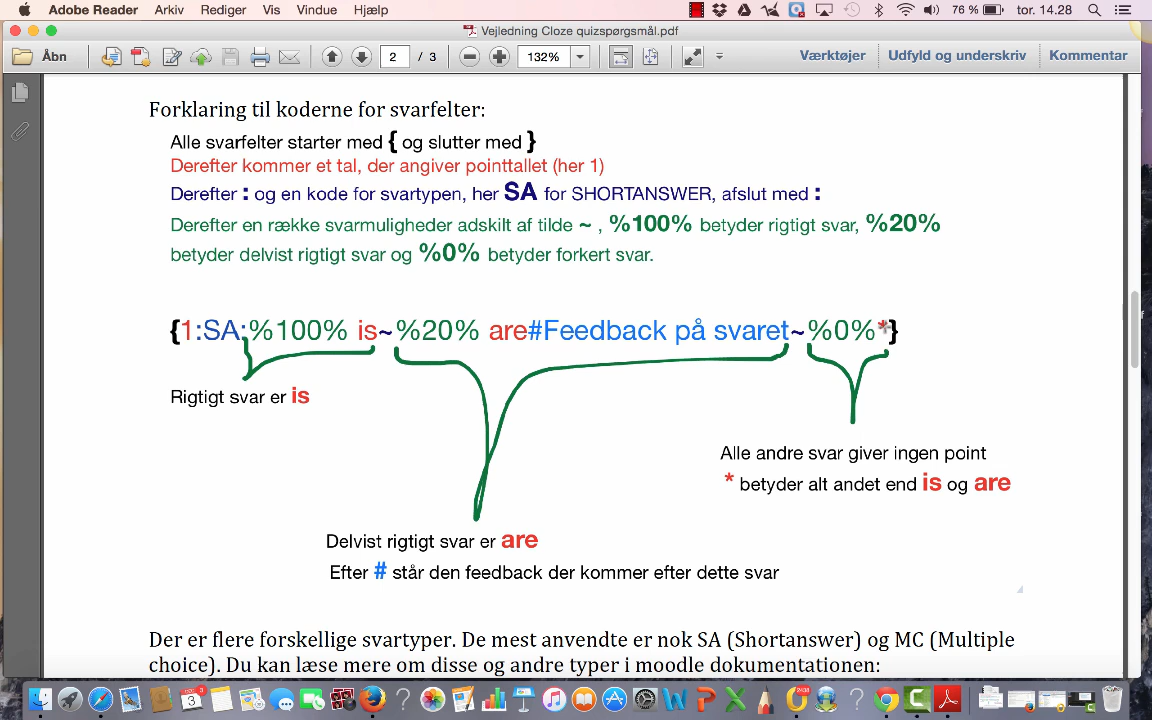 Adobe Reader Arkiv Rediger Vis Vindue Hjælp 76 % tor. 14.28
Vejledning Cloze quizspørgsmål.pdf
Åbn 2 / 3 132% Værktøjer Udfyld og underskriv Kommentar
Forklaring til koderne for svarfelter:
Alle svarfelter starter med { og slutter med }
Derefter kommer et tal, der angiver pointtallet (her 1)
Derefter : og en kode for svartypen, her SA for SHORTANSWER, afslut med :
Derefter en række svarmuligheder adskilt af tilde ~ , %100% betyder rigtigt svar, %20%
betyder delvist rigtigt svar og %0% betyder forkert svar.
{1:SA:%100% is~%20% are#Feedback på svaret~%0%*}
Rigtigt svar er is
Alle andre svar giver ingen point
* betyder alt andet end is og are
Delvist rigtigt svar er are
Efter # står den feedback der kommer efter dette svar
Der er flere forskellige svartyper. De mest anvendte er nok SA (Shortanswer) og MC (Multiple
choice). Du kan læse mere om disse og andre typer i moodle dokumentationen: